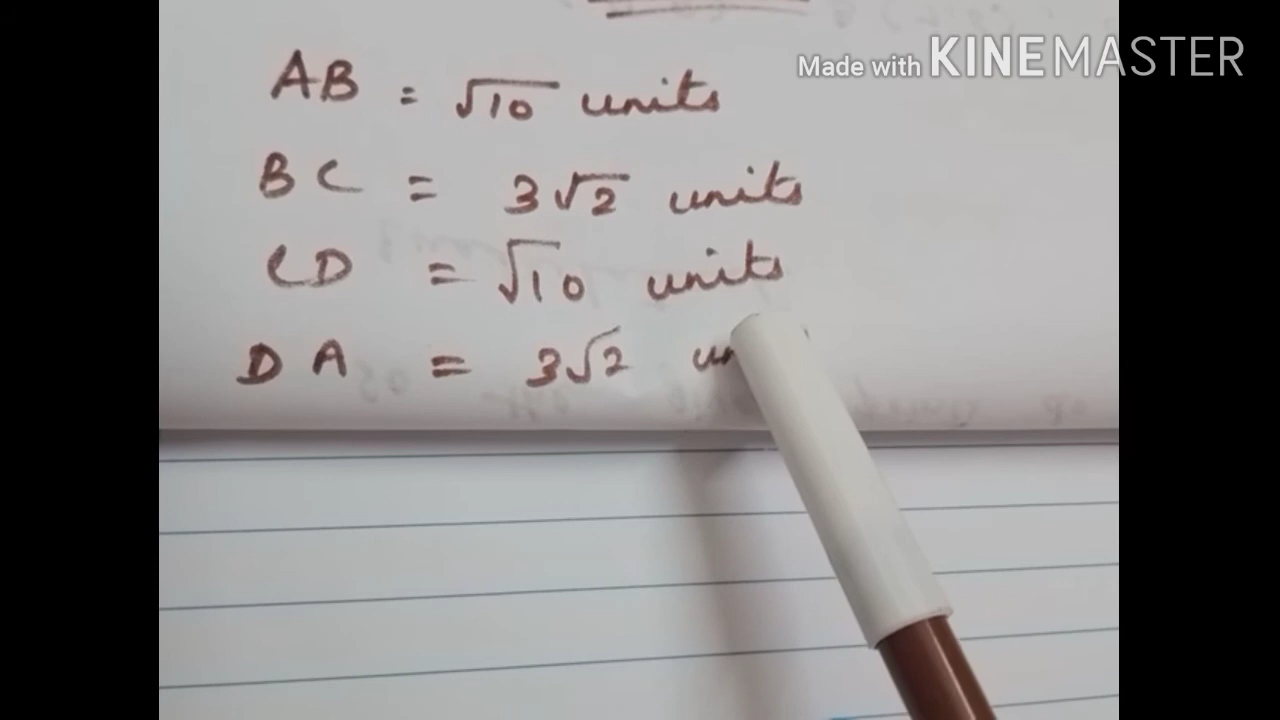 Made with KINEMASTER
AB = √10 units
BC = 3√2 units
CD = √10 units
DA = 3√2